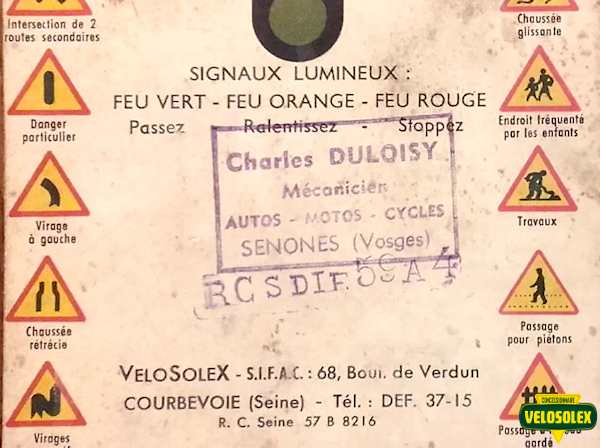 Intersection de 2
routes secondaires
Danger
particulier
Virage
à gauche
Chaussée
rétrécie
Virages
SIGNAUX LUMINEUX :
FEU VERT - FEU ORANGE - FEU ROUGE
Passez - Ralentissez - Stoppez
Charles DULOISY
Mécanicien
AUTOS - MOTOS - CYCLES
SENONES (Vosges)
RCSDIE 59 A 4
VELOSOLEX - S.I.F.A.C. : 68, Boul. de Verdun
COURBEVOIE (Seine) - Tél. : DEF. 37-15
R. C. Seine 57 B 8216
Chaussée
glissante
Endroit fréquenté
par les enfants
Travaux
Passage
pour piétons
Passage à
gardé
CONCESSIONNAIRE
VELOSOLEX